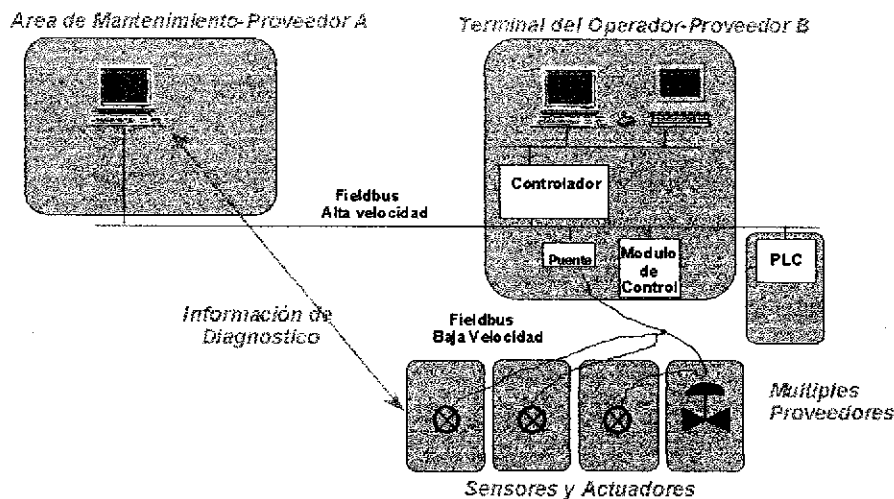 Area de Mantenimiento-Proveedor A
Terminal del Operador-Proveedor B
Controlador
Fieldbus
Alta velocidad
Puente
Modulo
de
Control
PLC
Información de
Diagnostico
Fieldbus
Baja Velocidad
Multiples
Proveedores
Sensores y Actuadores